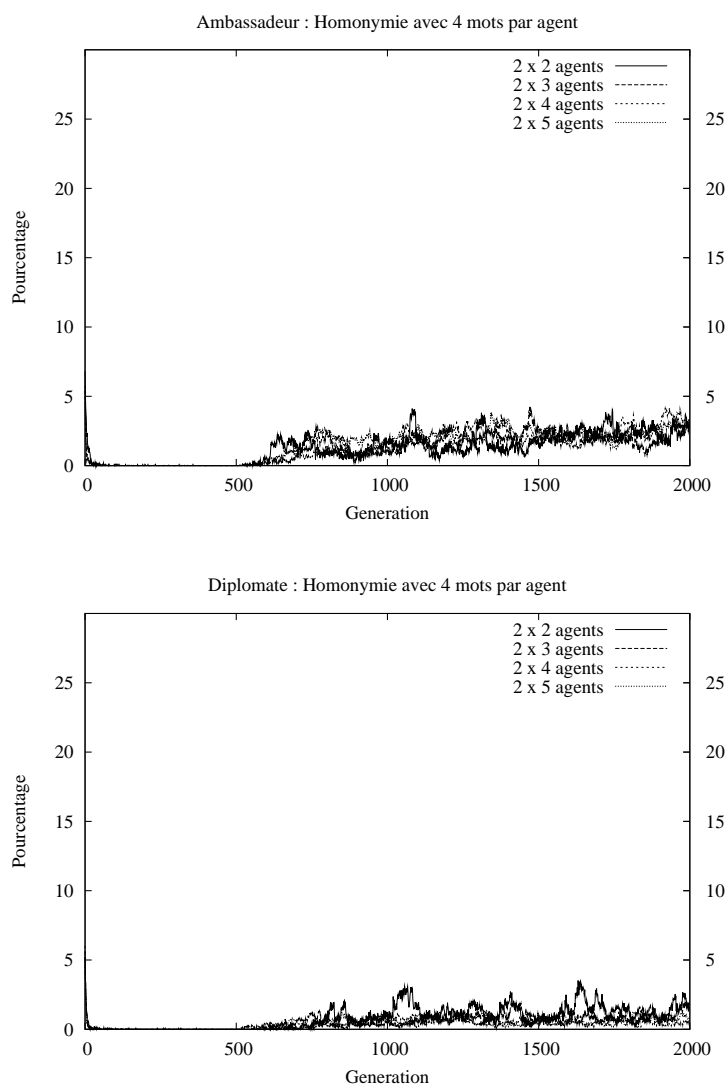 Ambassadeur : Homonymie avec 4 mots par agent
2 x 2 agents
2 x 3 agents
2 x 4 agents
2 x 5 agents
25 25
20 20
15 15
10 10
5 5
0
0 500 1000 1500 2000
Pourcentage
Generation
Diplomate : Homonymie avec 4 mots par agent
2 x 2 agents
2 x 3 agents
2 x 4 agents
2 x 5 agents
25 25
20 20
15 15
10 10
5 5
0
0 500 1000 1500 2000
Pourcentage
Generation